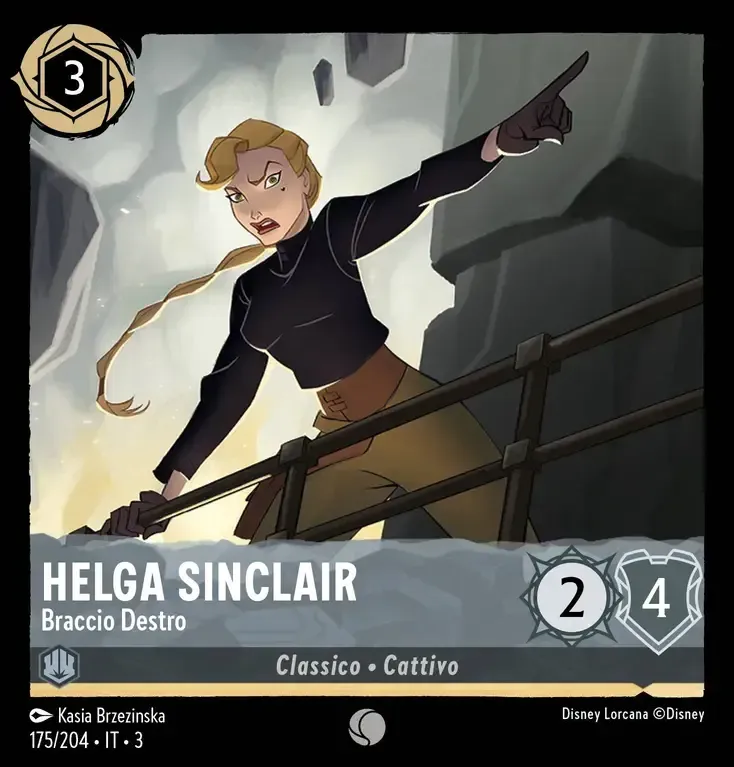 3
HELGA SINCLAIR
Braccio Destro
2
4
Classico • Cattivo
Kasia Brzezinska
Disney Lorcana ©Disney
175/204 • IT • 3